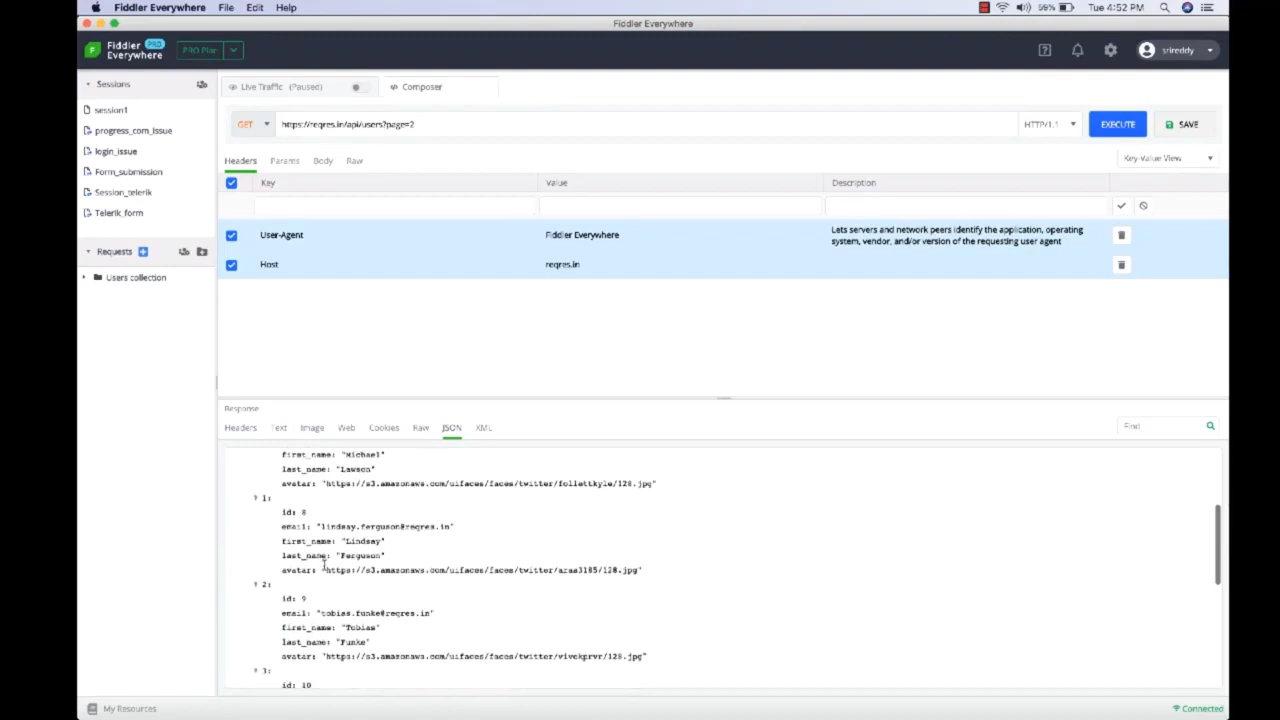 Fiddler Everywhere File Edit Help 59% Tue 4:52 PM
Fiddler Everywhere
Fiddler PRO
Everywhere
PRO Plan
srireddy
Sessions
session1
progress_com_issue
login_issue
Form_submission
Session_telerik
Telerik_form
Requests
Users collection
Live Traffic (Paused) Composer
GET https://reqres.in/api/users?page=2 HTTP/1.1 EXECUTE SAVE
Headers Params Body Raw Key-Value View
Key Value Description
User-Agent Fiddler Everywhere Lets servers and network peers identify the application, operating
system, vendor, and/or version of the requesting user agent
Host reqres.in
Response
Headers Text Image Web Cookies Raw JSON XML Find
first_name: "Michael"
last_name: "Lawson"
avatar: "https://s3.amazonaws.com/uifaces/faces/twitter/follettkyle/128.jpg"
1:
id: 8
email: "lindsay.ferguson@reqres.in"
first_name: "Lindsay"
last_name: "Ferguson"
avatar: "https://s3.amazonaws.com/uifaces/faces/twitter/araa3185/128.jpg"
2:
id: 9
email: "tobias.funke@reqres.in"
first_name: "Tobias"
last_name: "Funke"
avatar: "https://s3.amazonaws.com/uifaces/faces/twitter/vivekprvr/128.jpg"
3:
id: 10
My Resources Connected